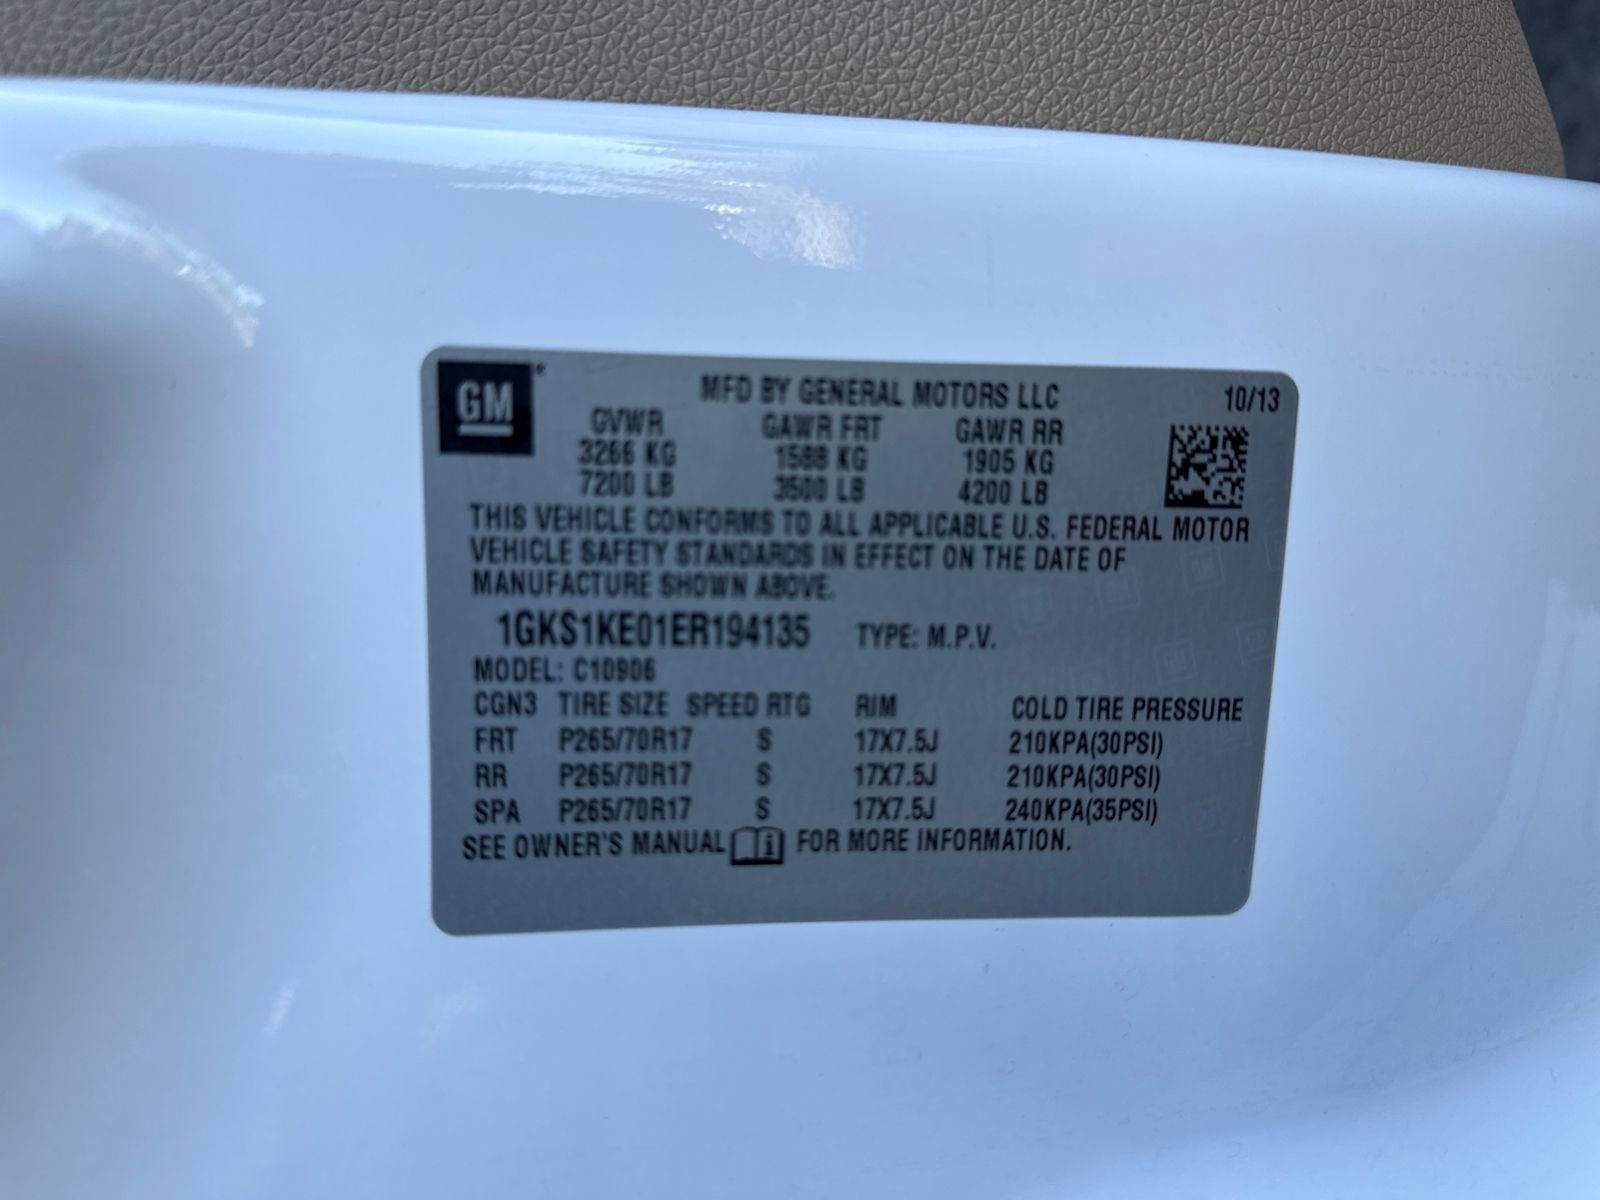 GM®
MFD BY GENERAL MOTORS LLC 10/13
GVWR GAWR FRT GAWR RR
3266 KG 1588 KG 1905 KG
7200 LB 3500 LB 4200 LB
THIS VEHICLE CONFORMS TO ALL APPLICABLE U.S. FEDERAL MOTOR
VEHICLE SAFETY STANDARDS IN EFFECT ON THE DATE OF
MANUFACTURE SHOWN ABOVE.
1GKS1KE01ER194135 TYPE: M.P.V.
MODEL: C10906
CGN3 TIRE SIZE SPEED RTG RIM COLD TIRE PRESSURE
FRT P265/70R17 S 17X7.5J 210KPA(30PSI)
RR P265/70R17 S 17X7.5J 210KPA(30PSI)
SPA P265/70R17 S 17X7.5J 240KPA(35PSI)
SEE OWNER'S MANUAL i FOR MORE INFORMATION.